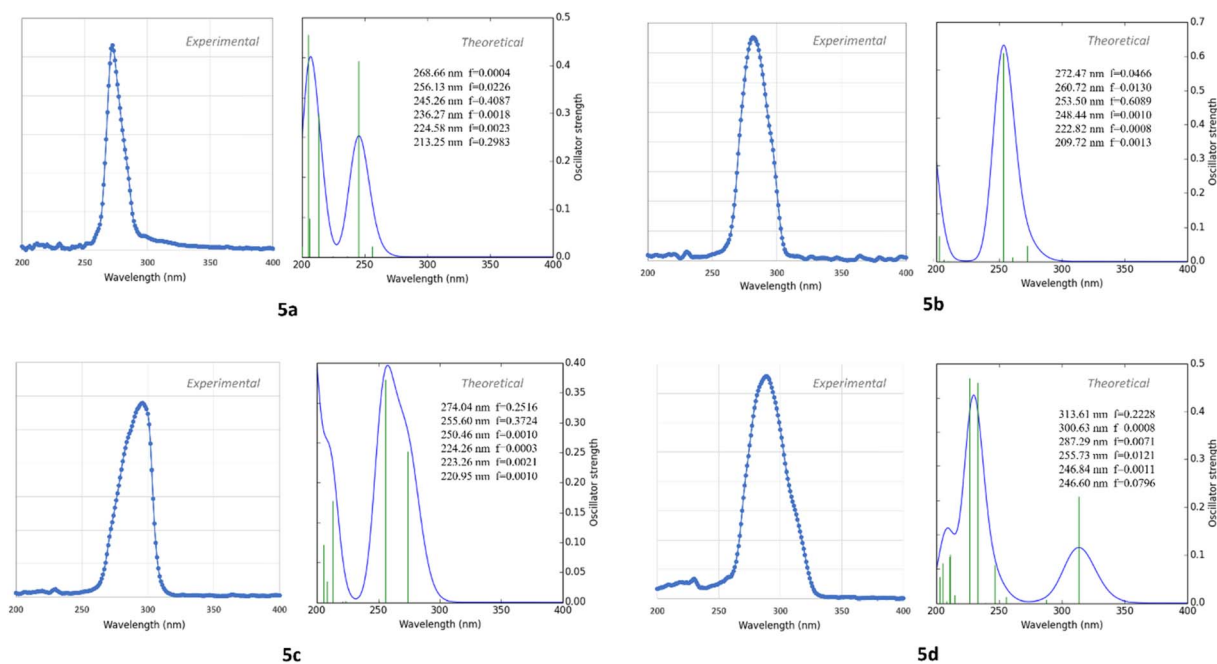 Experimental
200 250 300 350 400
Wavelength (nm)
Theoretical
268.66 nm f=0.0004
256.13 nm f=0.0226
245.26 nm f=0.4087
236.27 nm f=0.0018
224.58 nm f=0.0023
213.25 nm f=0.2983
0.5
0.4
0.3
0.2
0.1
0.0
Oscillator strength
200 250 300 350 400
Wavelength (nm)
5a
Experimental
200 250 300 350 400
Wavelength (nm)
Theoretical
272.47 nm f=0.0466
260.72 nm f=0.0130
253.50 nm f=0.6089
248.44 nm f=0.0010
222.82 nm f=0.0008
209.72 nm f=0.0013
0.7
0.6
0.5
0.4
0.3
0.2
0.1
0.0
Oscillator strength
200 250 300 350 400
Wavelength (nm)
5b
Experimental
200 250 300 350 400
Wavelength (nm)
Theoretical
274.04 nm f=0.2516
255.60 nm f=0.3724
250.46 nm f=0.0010
224.26 nm f=0.0003
223.26 nm f=0.0021
220.95 nm f=0.0010
0.40
0.35
0.30
0.25
0.20
0.15
0.10
0.05
0.00
Oscillator strength
200 250 300 350 400
Wavelength (nm)
5c
Experimental
200 250 300 350 400
Wavelength (nm)
Theoretical
313.61 nm f=0.2228
300.63 nm f=0.0008
287.29 nm f=0.0071
255.73 nm f=0.0121
246.84 nm f=0.0011
246.60 nm f=0.0796
0.5
0.4
0.3
0.2
0.1
0.0
Oscillator strength
200 250 300 350 400
Wavelength (nm)
5d